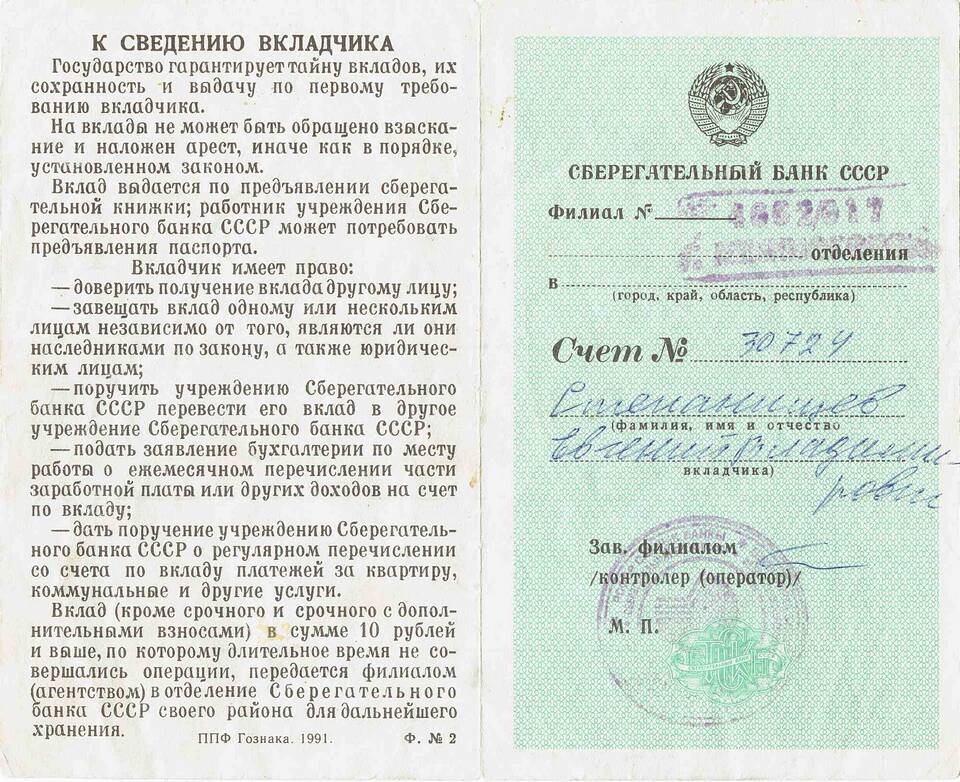 К СВЕДЕНИЮ ВКЛАДЧИКА
Государство гарантирует тайну вкладов, их
сохранность и выдачу по первому требо-
ванию вкладчика.
На вклады не может быть обращено взыска-
ние и наложен арест, иначе как в порядке,
установленном законом.
Вклад выдается по предъявлении сберега-
тельной книжки; работник учреждения Сбе-
регательного банка СССР может потребовать
предъявления паспорта.
Вкладчик имеет право:
—доверить получение вклада другому лицу;
—завещать вклад одному или нескольким
лицам независимо от того, являются ли они
наследниками по закону, а также юридичес-
ким лицам;
—поручить учреждению Сберегательного
банка СССР перевести его вклад в другое
учреждение Сберегательного банка СССР;
—подать заявление бухгалтерии по месту
работы о ежемесячном перечислении части
заработной платы или других доходов на счет
по вкладу;
—дать поручение учреждению Сберегатель-
ного банка СССР о регулярном перечислении
со счета по вкладу платежей за квартиру,
коммунальные и другие услуги.
Вклад (кроме срочного и срочного с допол-
нительными взносами) в сумме 10 рублей
и выше, по которому длительное время не со-
вершались операции, передается филиалом
(агентством) в отделение Сберегательного
банка СССР своего района для дальнейшего
хранения.
ППФ Гознака. 1991. Ф. № 2
СБЕРЕГАТЕЛЬНЫЙ БАНК СССР
Филиал № 1662/017
отделения
в
(город, край, область, республика)
Счет № 30724
Степанищев
(фамилия, имя и отчество
Евгений Владими-
вкладчика)
рович
Зав. филиалом
/контролер (оператор)/
М. П.